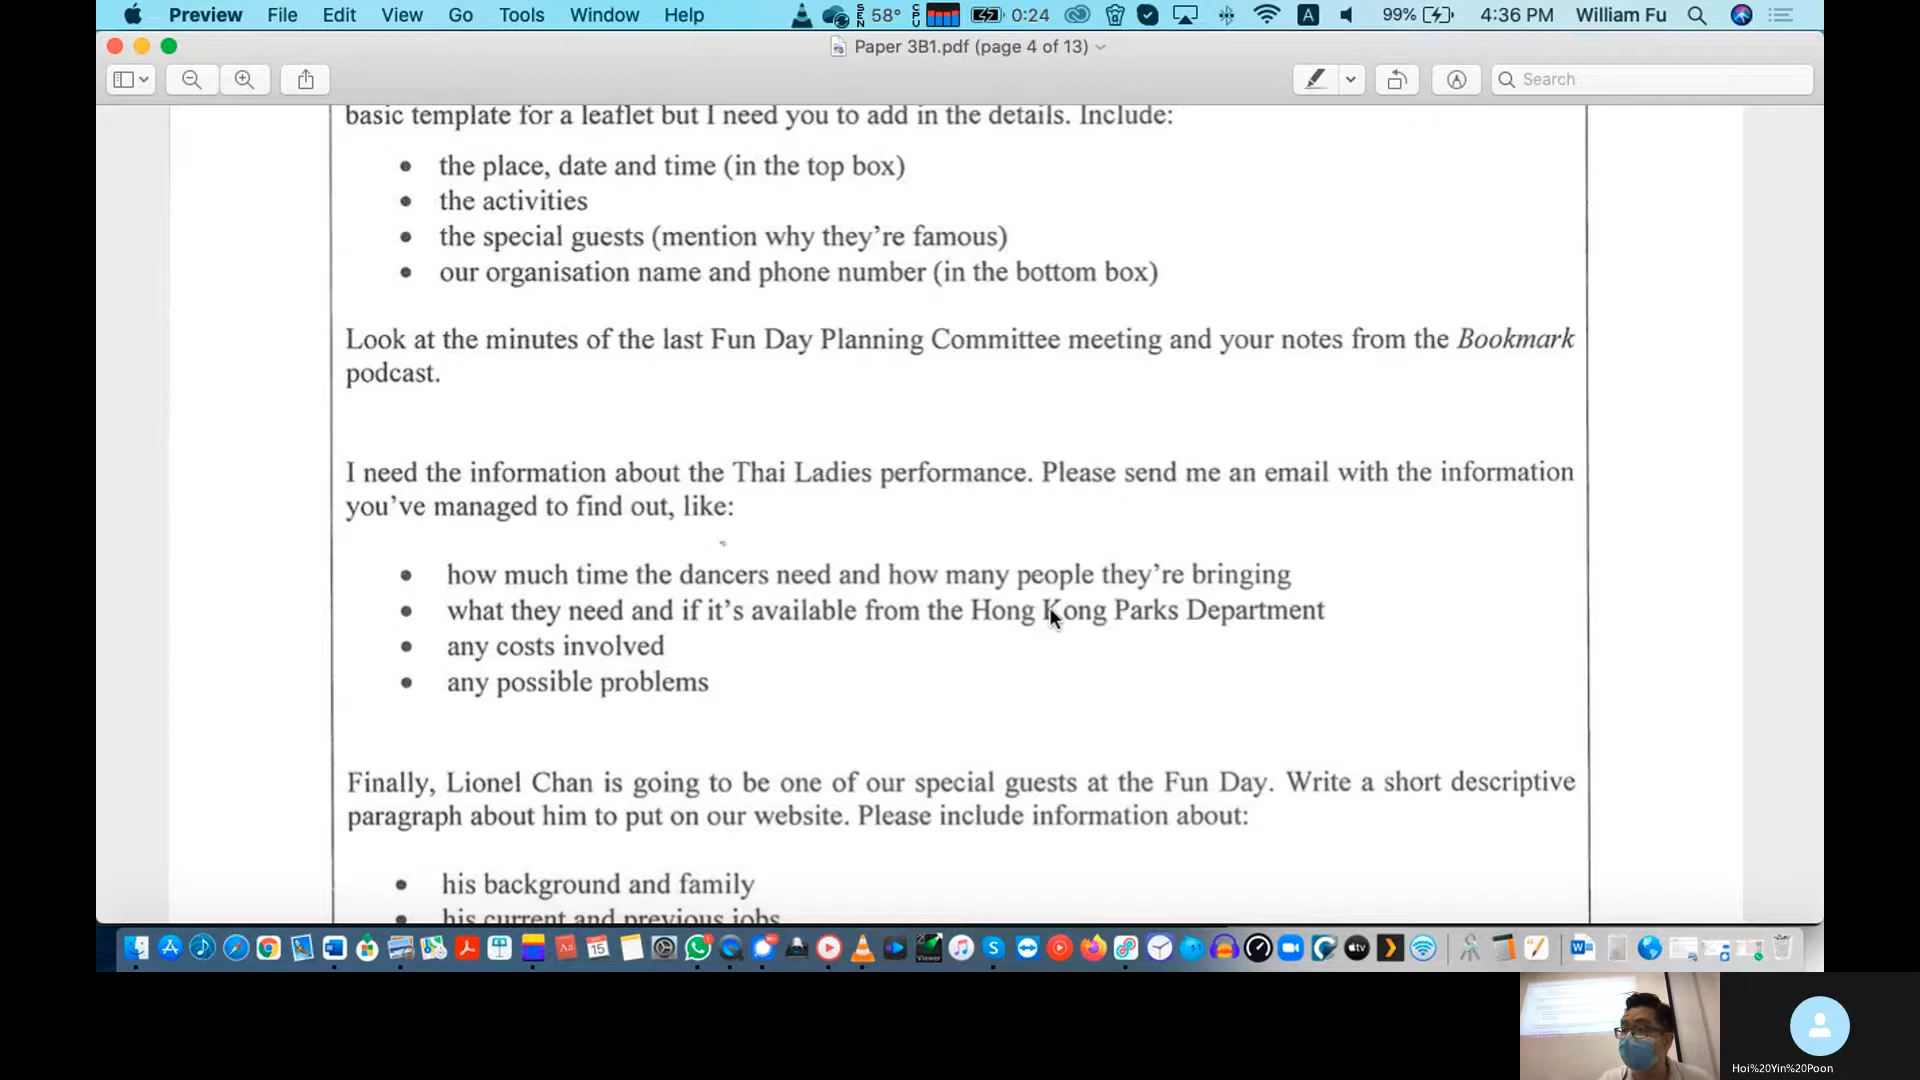 Preview File Edit View Go Tools Window Help SEN 58° CPU 0:24 A 99% 4:36 PM William Fu
Paper 3B1.pdf (page 4 of 13)
Search
basic template for a leaflet but I need you to add in the details. Include:
• the place, date and time (in the top box)
• the activities
• the special guests (mention why they’re famous)
• our organisation name and phone number (in the bottom box)
Look at the minutes of the last Fun Day Planning Committee meeting and your notes from the Bookmark
podcast.
I need the information about the Thai Ladies performance. Please send me an email with the information
you’ve managed to find out, like:
• how much time the dancers need and how many people they’re bringing
• what they need and if it’s available from the Hong Kong Parks Department
• any costs involved
• any possible problems
Finally, Lionel Chan is going to be one of our special guests at the Fun Day. Write a short descriptive
paragraph about him to put on our website. Please include information about:
• his background and family
• his current and previous jobs
Hoi%20Yin%20Poon